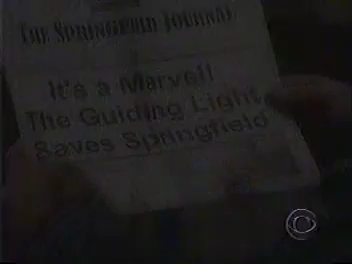 THE SPRINGFIELD JOURNAL
It's a Marvel!
The Guiding Light
Saves Springfield